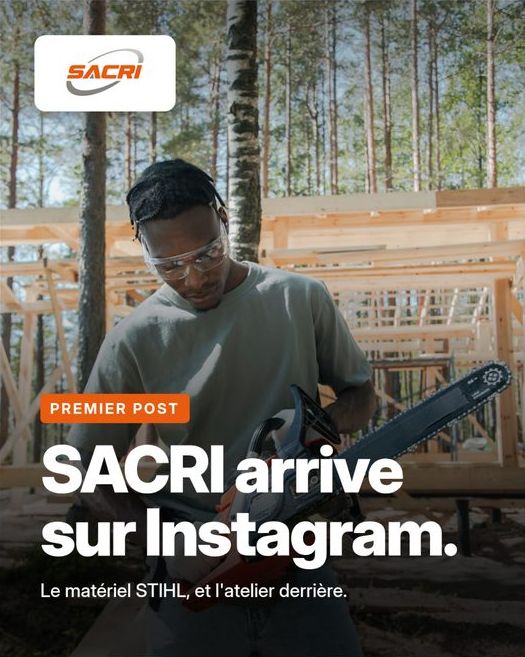 SACRI
PREMIER POST
SACRI arrive
sur Instagram.
Le matériel STIHL, et l'atelier derrière.